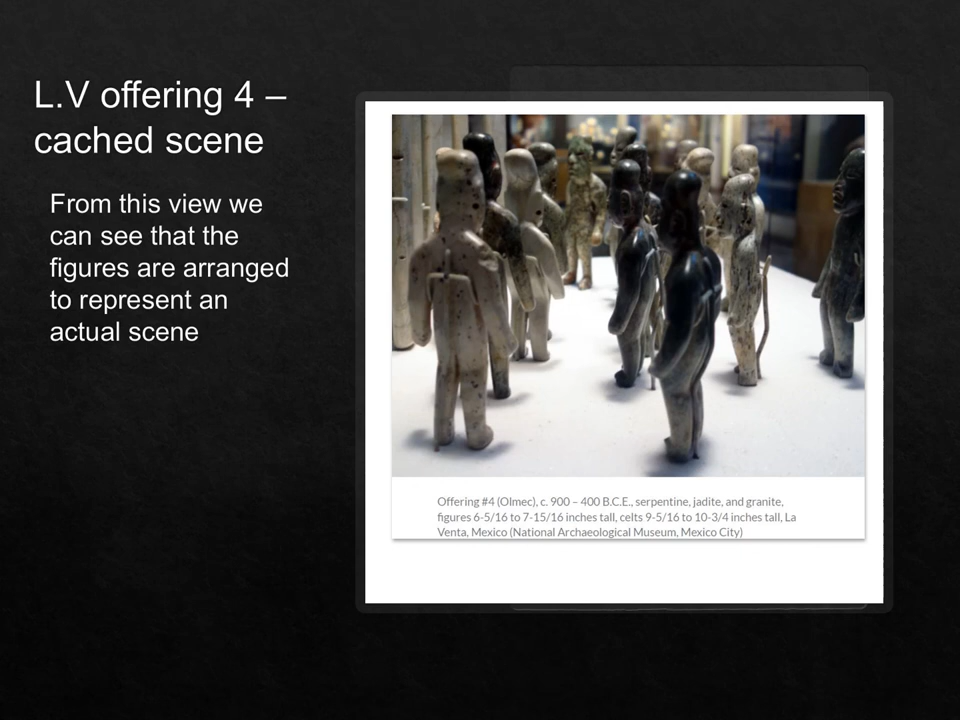 L.V offering 4 –
cached scene
From this view we
can see that the
figures are arranged
to represent an
actual scene
Offering #4 (Olmec), c. 900 – 400 B.C.E., serpentine, jadite, and granite,
figures 6-5/16 to 7-15/16 inches tall, celts 9-5/16 to 10-3/4 inches tall, La
Venta, Mexico (National Archaeological Museum, Mexico City)